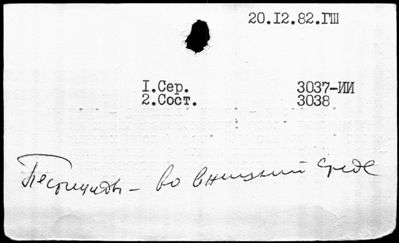 20.12.82.ГШ
1.Сер. 3037-ИИ
2.Сост. 3038
Пестициды – во внешней среде